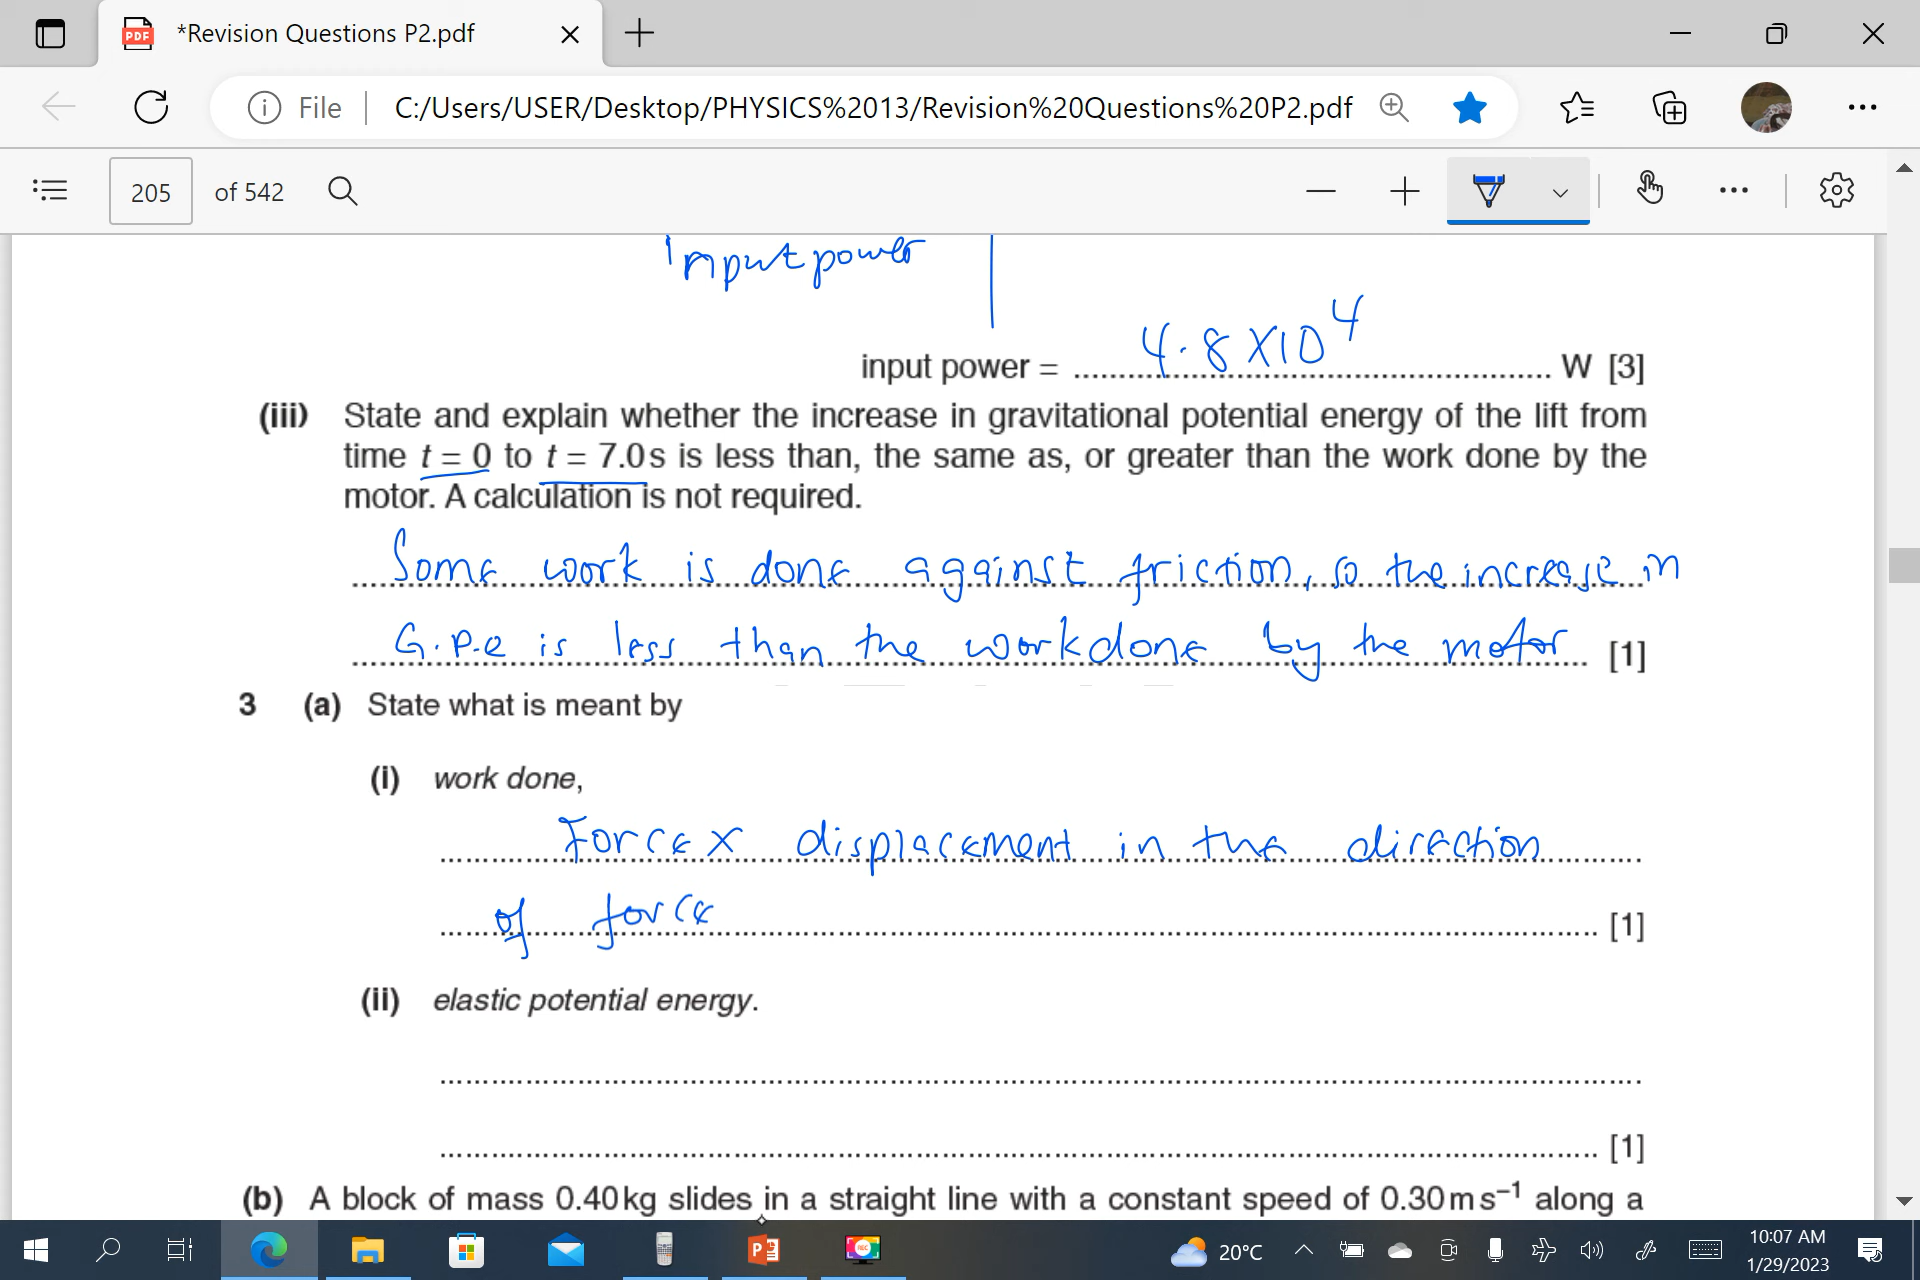 *Revision Questions P2.pdf
File | C:/Users/USER/Desktop/PHYSICS%2013/Revision%20Questions%20P2.pdf
205 of 542
Input power
input power = 4.8 X10⁴ W [3]
(iii) State and explain whether the increase in gravitational potential energy of the lift from
time t = 0 to t = 7.0s is less than, the same as, or greater than the work done by the
motor. A calculation is not required.
Some work is done against friction, so the increase in
G.P.e is less than the workdone by the motor [1]
3 (a) State what is meant by
(i) work done,
Force x displacement in the direction
of force [1]
(ii) elastic potential energy.
[1]
(b) A block of mass 0.40kg slides in a straight line with a constant speed of 0.30ms⁻¹ along a
20°C
10:07 AM
1/29/2023